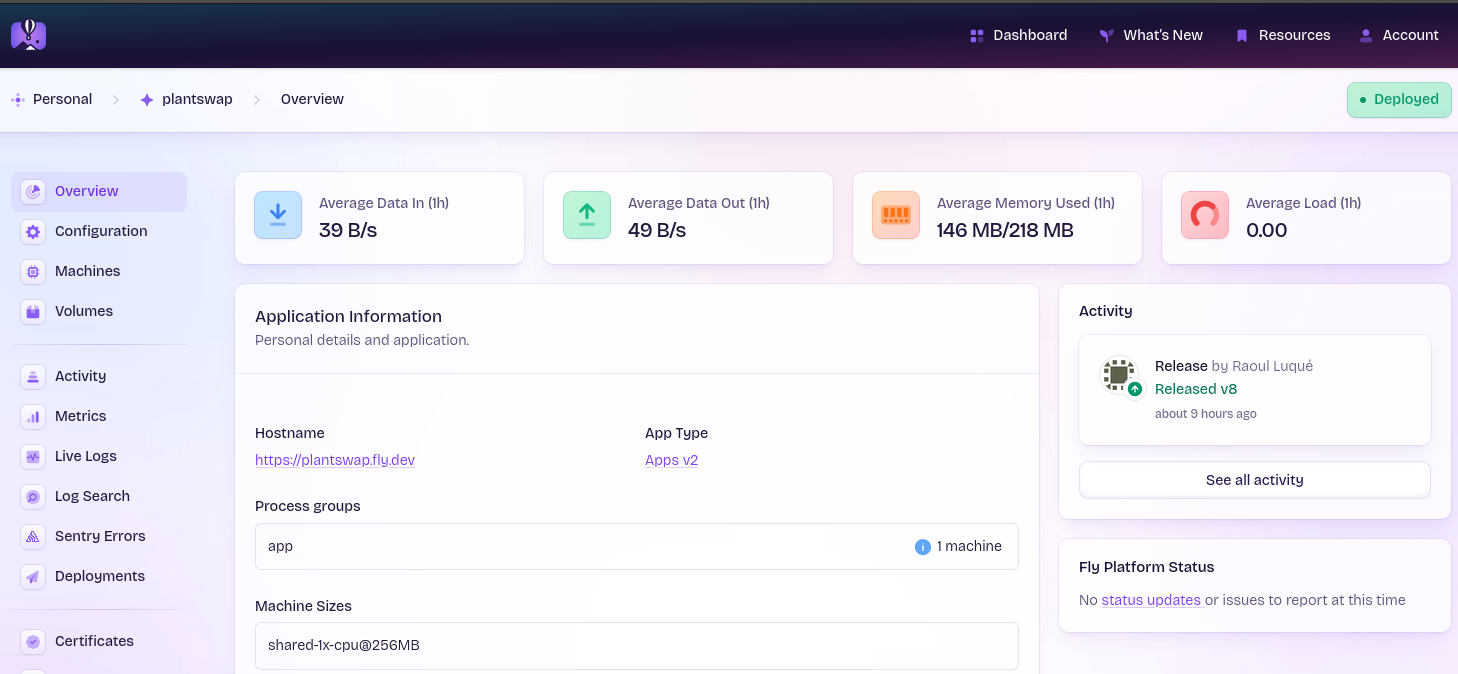 Dashboard
What's New
Resources
Account
Personal
plantswap
Overview
Deployed
Overview
Configuration
Machines
Volumes
Activity
Metrics
Live Logs
Log Search
Sentry Errors
Deployments
Certificates
Average Data In (1h)
39 B/s
Average Data Out (1h)
49 B/s
Average Memory Used (1h)
146 MB/218 MB
Average Load (1h)
0.00
Application Information
Personal details and application.
Hostname
https://plantswap.fly.dev
App Type
Apps v2
Process groups
app
1 machine
Machine Sizes
shared-1x-cpu@256MB
Activity
Release by Raoul Luqué
Released v8
about 9 hours ago
See all activity
Fly Platform Status
No status updates or issues to report at this time